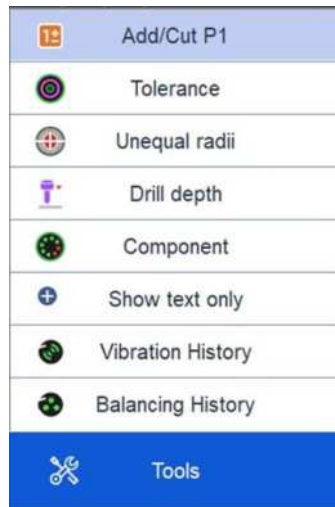 Add/Cut P1
Tolerance
Unequal radii
Drill depth
Component
Show text only
Vibration History
Balancing History
Tools